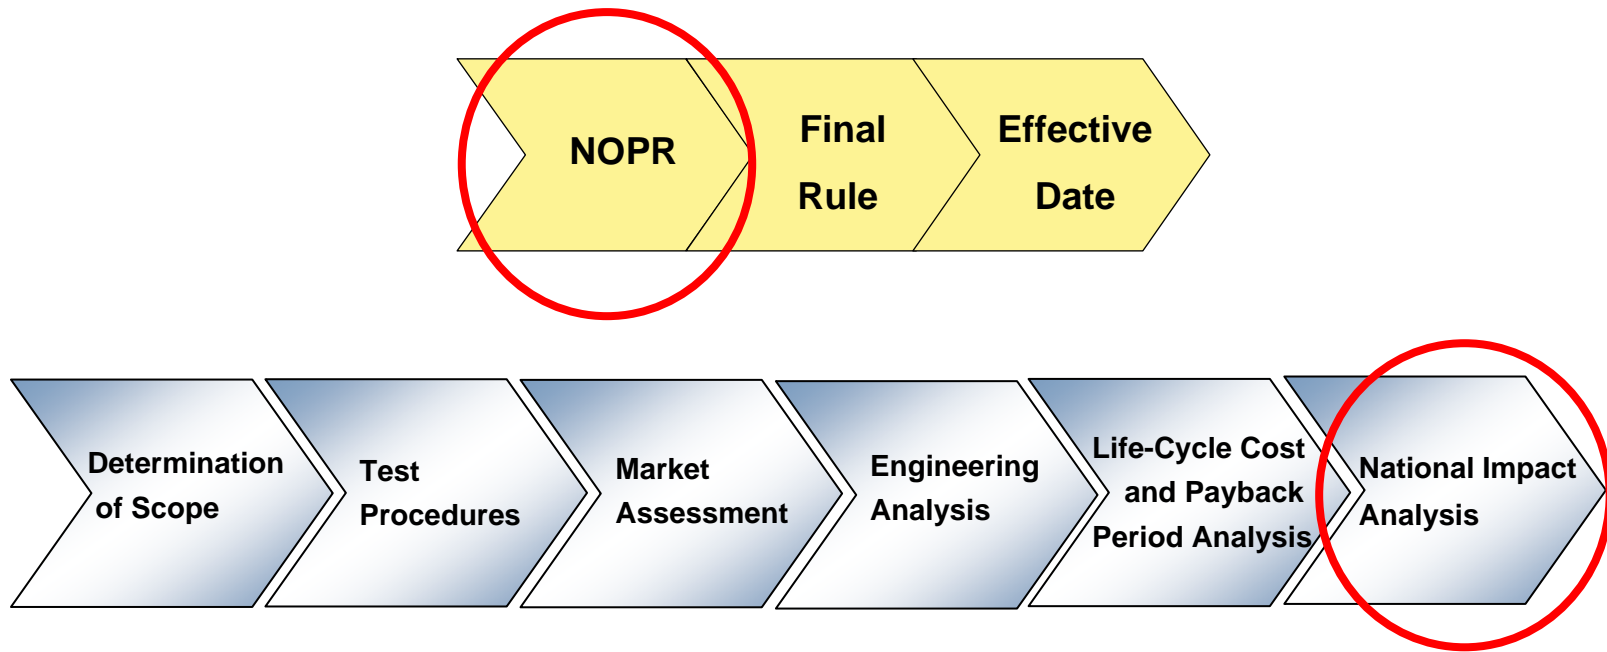 NOPR
Final
Rule
Effective
Date
Determination
of Scope
Test
Procedures
Market
Assessment
Engineering
Analysis
Life-Cycle Cost
and Payback
Period Analysis
National Impact
Analysis